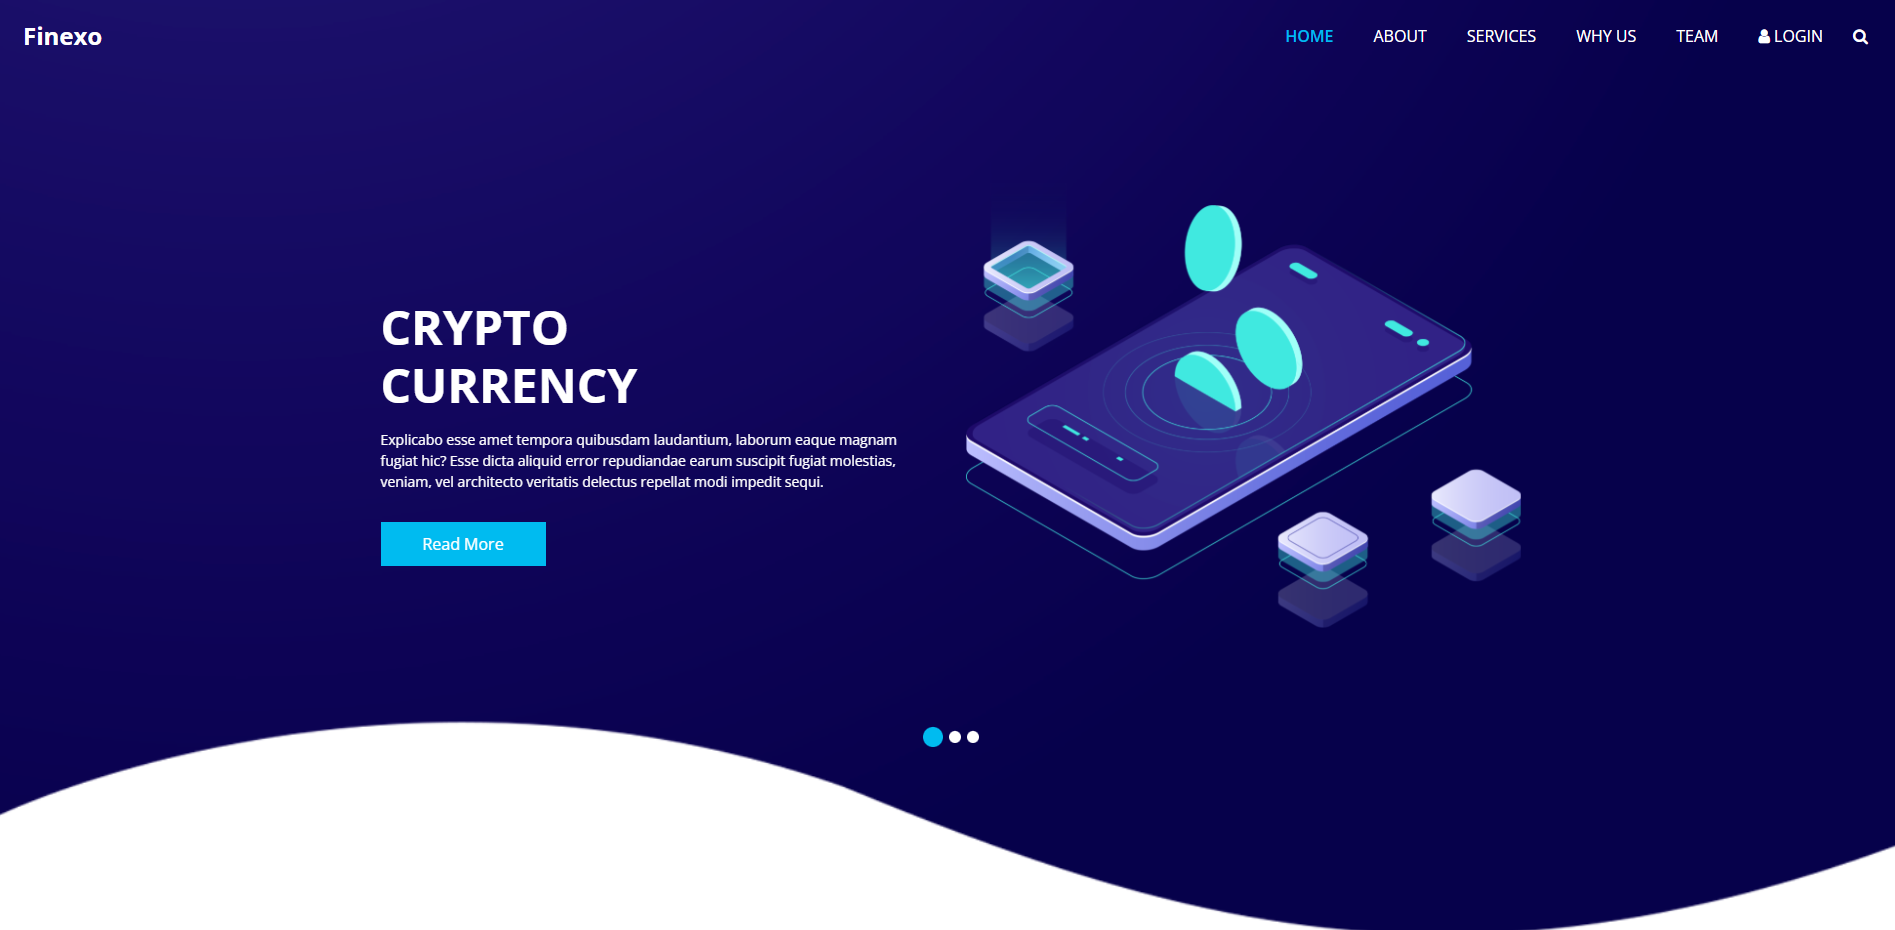 Finexo
HOME ABOUT SERVICES WHY US TEAM LOGIN
CRYPTO
CURRENCY
Explicabo esse amet tempora quibusdam laudantium, laborum eaque magnam
fugiat hic? Esse dicta aliquid error repudiandae earum suscipit fugiat molestias,
veniam, vel architecto veritatis delectus repellat modi impedit sequi.
Read More